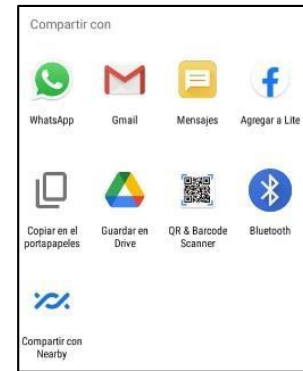 Compartir con
WhatsApp
Gmail
Mensajes
Agregar a Lite
Copiar en el
portapapeles
Guardar en
Drive
QR & Barcode
Scanner
Bluetooth
Compartir con
Nearby